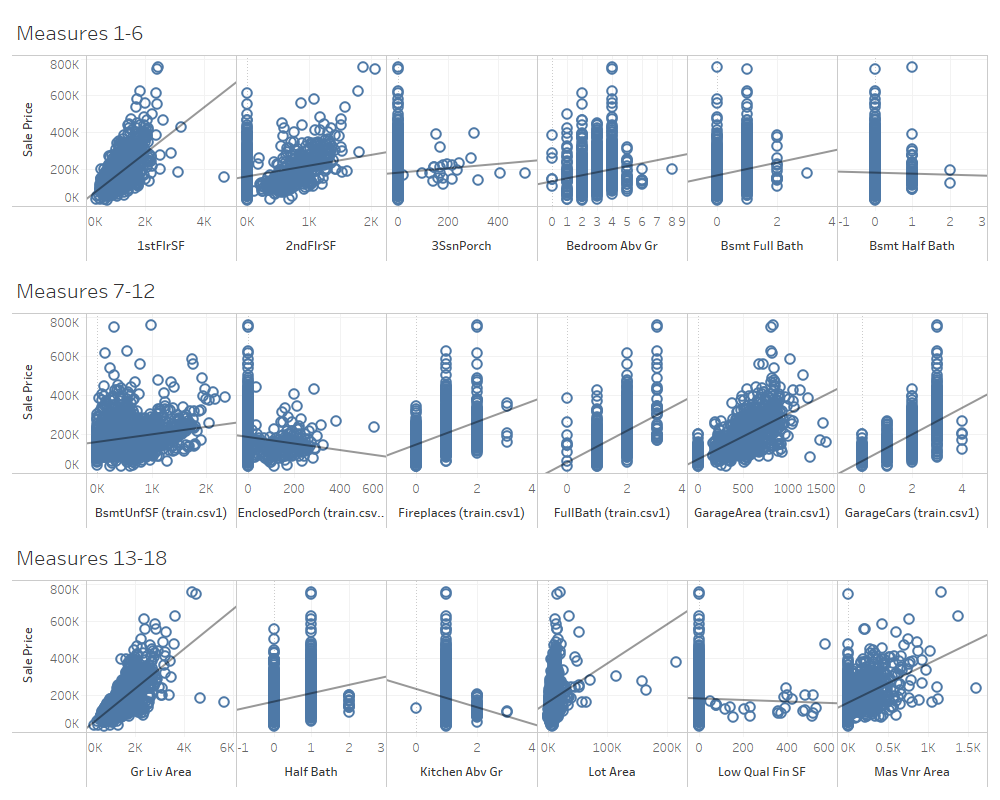 Measures 1-6
800K
600K
400K
200K
0K
Sale Price
0K 2K 4K 0K 1K 2K 0 200 400 0 1 2 3 4 5 6 7 8 9 0 2 4 -1 0 1 2 3
1stFlrSF 2ndFlrSF 3SsnPorch Bedroom Abv Gr Bsmt Full Bath Bsmt Half Bath
Measures 7-12
800K
600K
400K
200K
0K
Sale Price
0K 1K 2K 0 200 400 600 0 2 4 0 2 4 0 500 1000 1500 0 2 4
BsmtUnfSF (train.csv1) EnclosedPorch (train.csv.. Fireplaces (train.csv1) FullBath (train.csv1) GarageArea (train.csv1) GarageCars (train.csv1)
Measures 13-18
800K
600K
400K
200K
0K
Sale Price
0K 2K 4K 6K -1 0 1 2 3 0 2 4 0K 100K 200K 0 200 400 600 0K 0.5K 1K 1.5K
Gr Liv Area Half Bath Kitchen Abv Gr Lot Area Low Qual Fin SF Mas Vnr Area